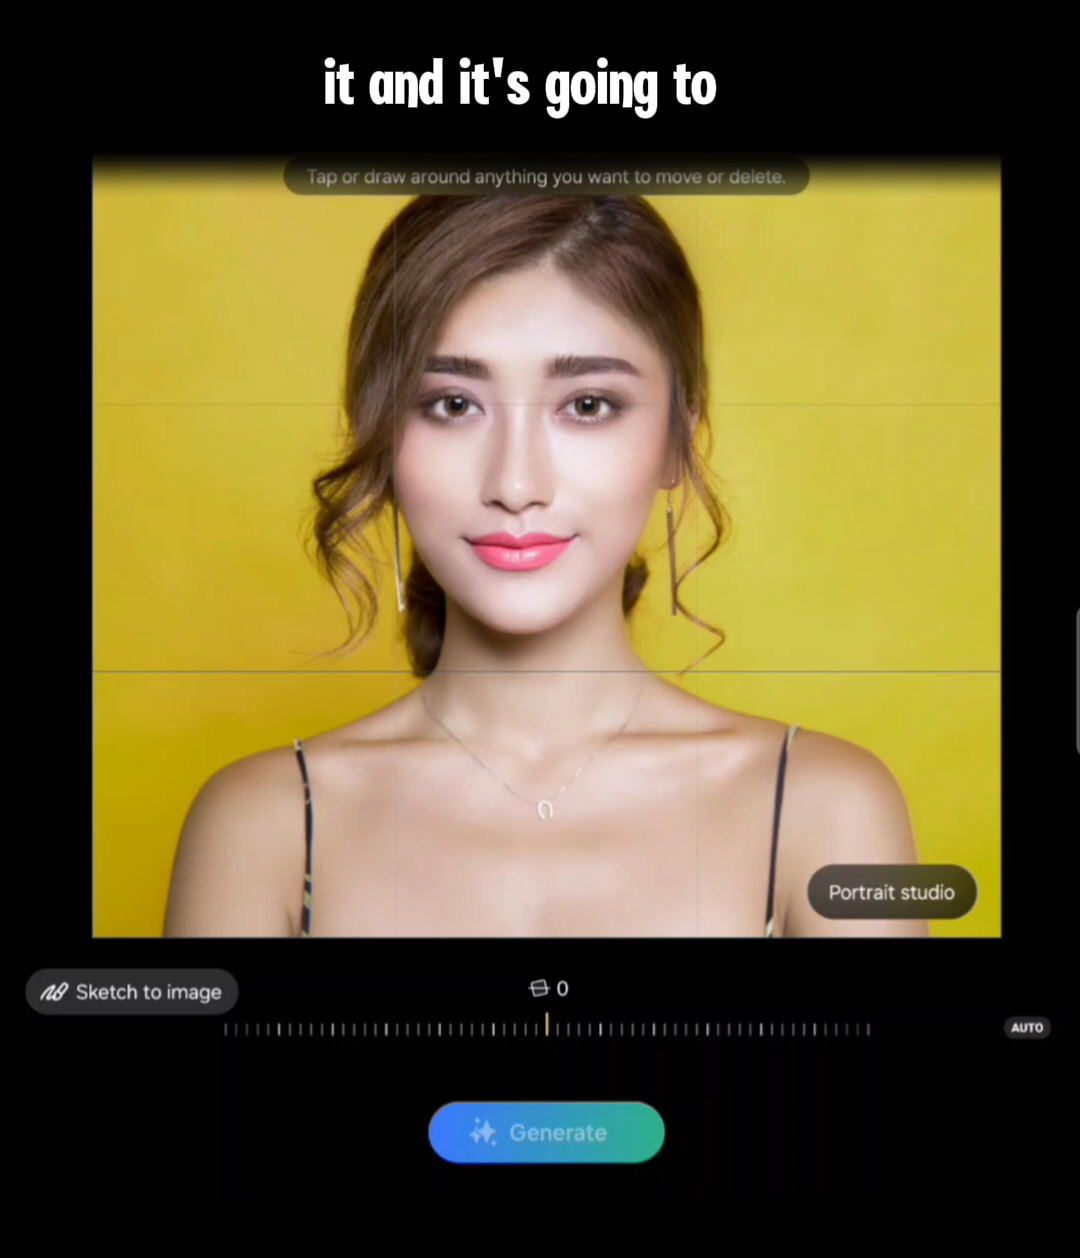 it and it's going to
Tap or draw around anything you want to move or delete.
Portrait studio
Sketch to image
0
AUTO
Generate